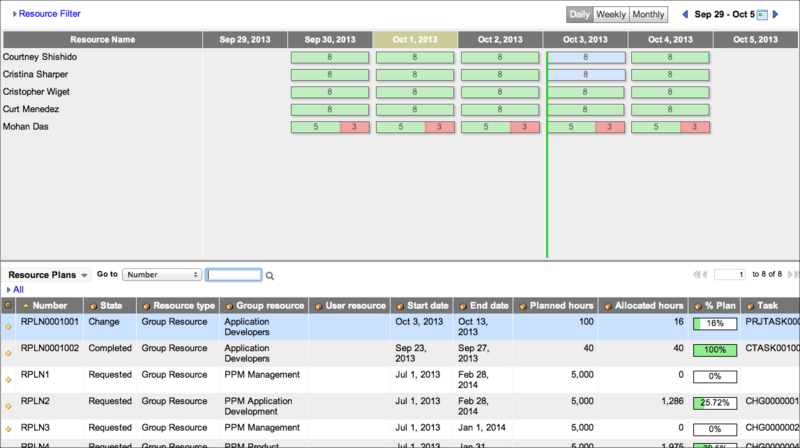 Resource Filter Daily Weekly Monthly Sep 29 - Oct 5
Resource Name Sep 29, 2013 Sep 30, 2013 Oct 1, 2013 Oct 2, 2013 Oct 3, 2013 Oct 4, 2013 Oct 5, 2013
Courtney Shishido 8 8 8 8 8
Cristina Sharper 8 8 8 8 8
Cristopher Wiget 8 8 8 8 8
Curt Menedez 8 8 8 8 8
Mohan Das 5 3 5 3 5 3 5 3 5 3
Resource Plans Go to Number 1 to 8 of 8
All
Number State Resource type Group resource User resource Start date End date Planned hours Allocated hours % Plan Task
RPLN0001001 Change Group Resource Application Developers Oct 3, 2013 Oct 13, 2013 100 16 16% PRJTASK000
RPLN0001002 Completed Group Resource Application Developers Sep 23, 2013 Sep 27, 2013 40 40 100% CTASK00100
RPLN1 Requested Group Resource PPM Management Jul 1, 2013 Feb 28, 2014 5,000 0 0%
RPLN2 Requested Group Resource PPM Application Development Jul 1, 2013 Feb 28, 2014 5,000 1,286 25.72% CHG0000001
RPLN3 Requested Group Resource PPM Management Jul 1, 2013 Jan 1, 2014 5,000 0 0% CHG0000002
RPLN4 Requested Group Resource PPM Product Jul 1, 2013 Jan 31, 5,000 1,975 39.5%